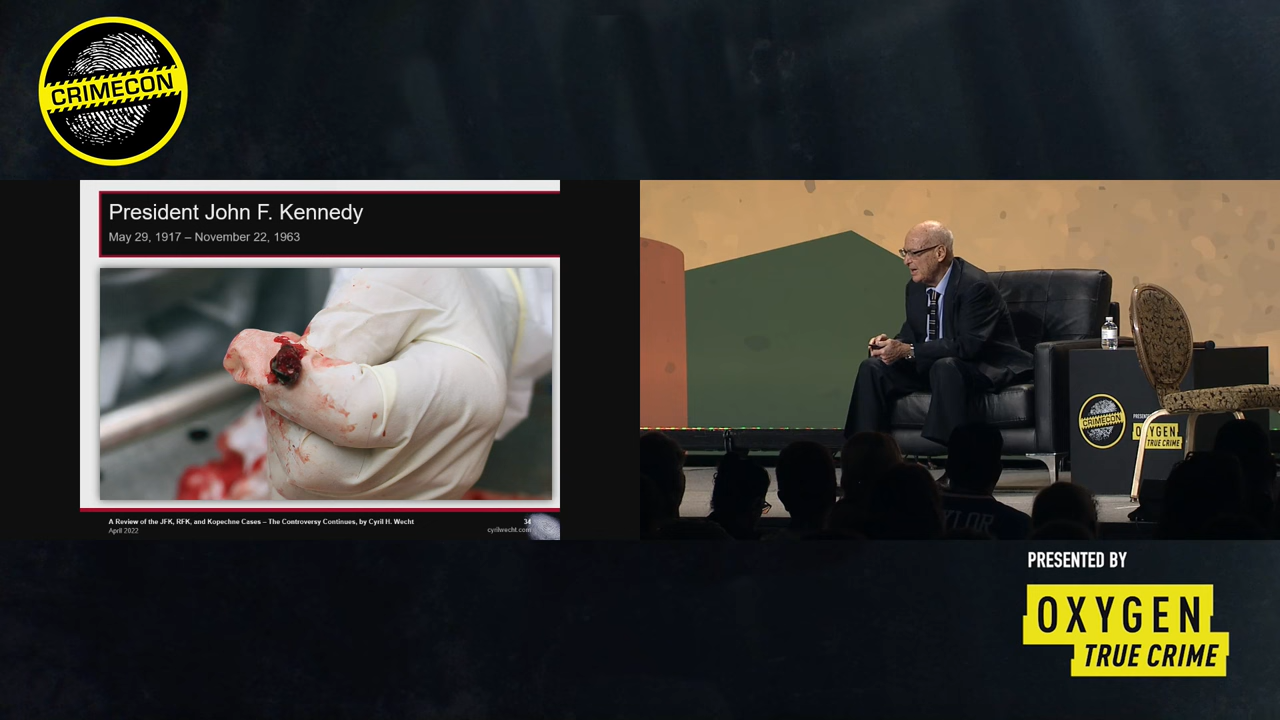 CRIMECON
President John F. Kennedy
May 29, 1917 – November 22, 1963
A Review of the JFK, RFK, and Kopechne Cases – The Controversy Continues, by Cyril H. Wecht
April 2022
34
cyrilwecht.com
CRIMECON
PRESENTED
OXYGEN
TRUE CRIME
YLOR
PRESENTED BY
OXYGEN
TRUE CRIME